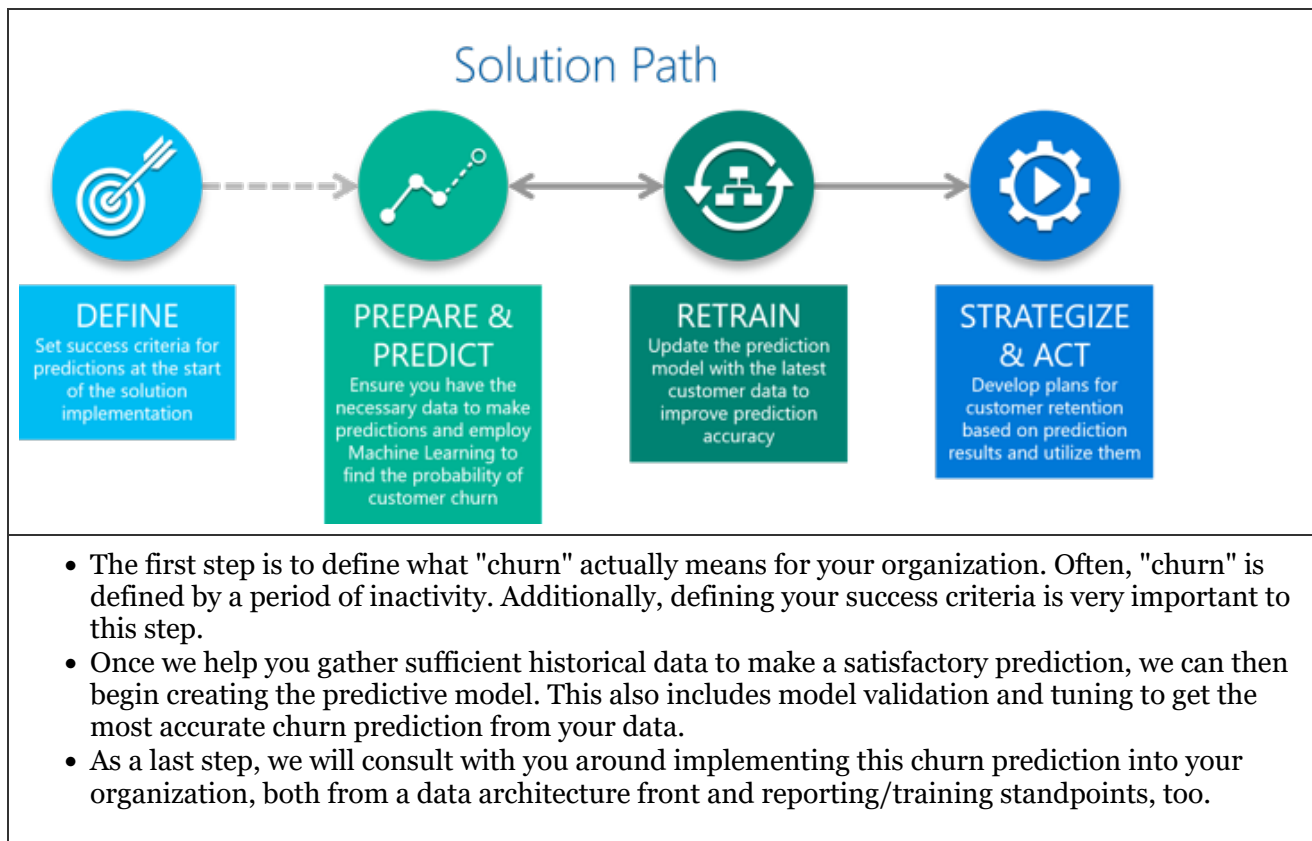 Solution Path
DEFINE
Set success criteria for
predictions at the start
of the solution
implementation
PREPARE &
PREDICT
Ensure you have the
necessary data to make
predictions and employ
Machine Learning to
find the probability of
customer churn
RETRAIN
Update the prediction
model with the latest
customer data to
improve prediction
accuracy
STRATEGIZE
& ACT
Develop plans for
customer retention
based on prediction
results and utilize them
• The first step is to define what "churn" actually means for your organization. Often, "churn" is
defined by a period of inactivity. Additionally, defining your success criteria is very important to
this step.
• Once we help you gather sufficient historical data to make a satisfactory prediction, we can then
begin creating the predictive model. This also includes model validation and tuning to get the
most accurate churn prediction from your data.
• As a last step, we will consult with you around implementing this churn prediction into your
organization, both from a data architecture front and reporting/training standpoints, too.